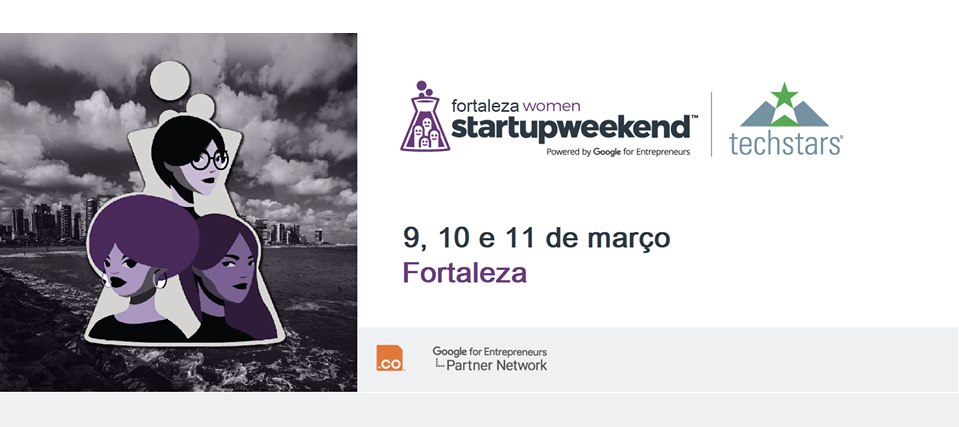 fortaleza women
startupweekend™
Powered by Google for Entrepreneurs
techstars®
9, 10 e 11 de março
Fortaleza
.co
Google for Entrepreneurs
Partner Network